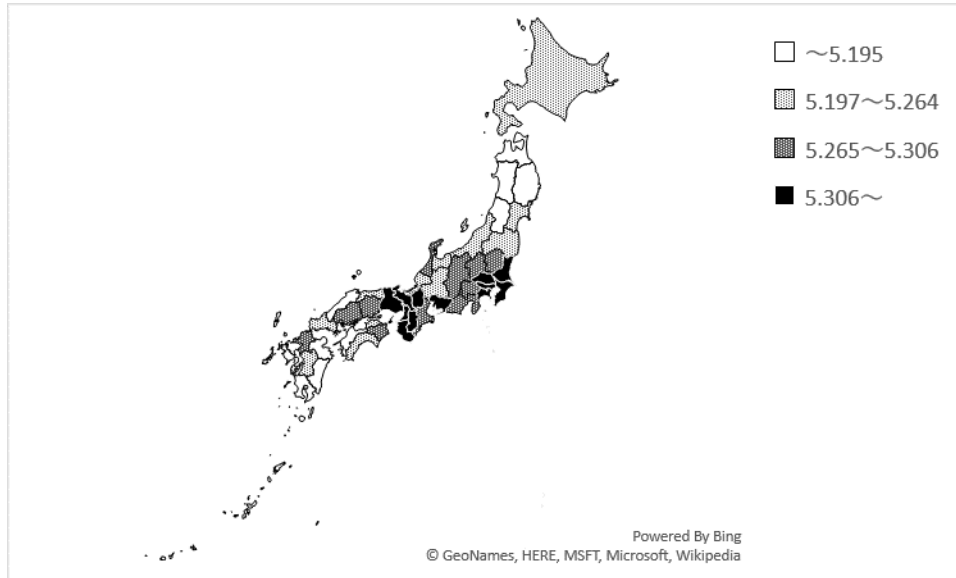 ～5.195
5.197～5.264
5.265～5.306
5.306～
Powered By Bing
© GeoNames, HERE, MSFT, Microsoft, Wikipedia